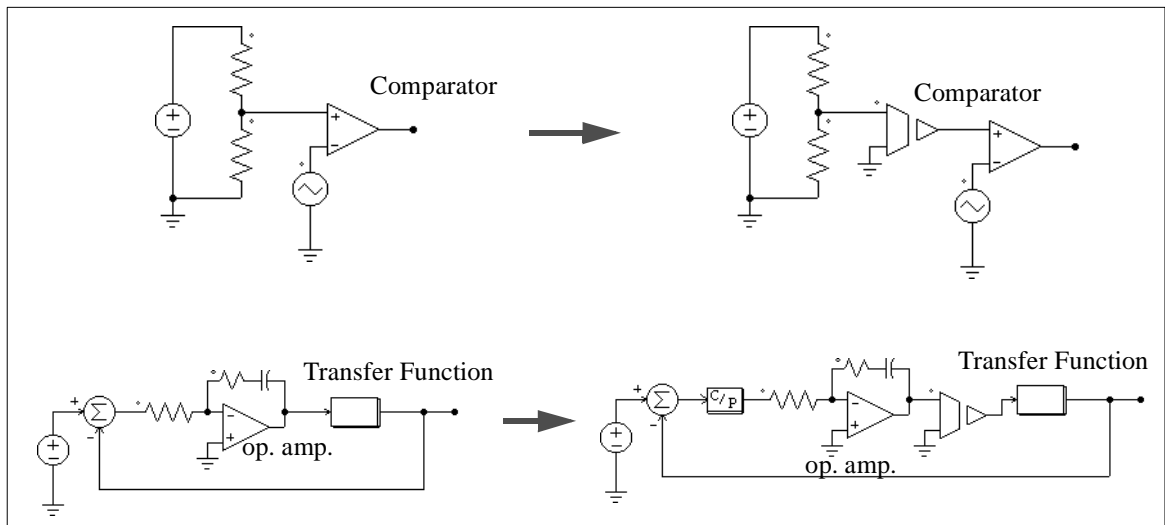 Comparator
Comparator
Transfer Function
op. amp.
C/P
Transfer Function
op. amp.